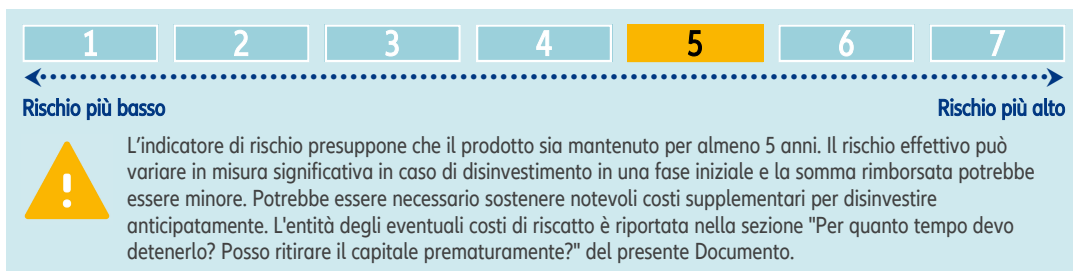 1 2 3 4 5 6 7
Rischio più basso Rischio più alto
L'indicatore di rischio presuppone che il prodotto sia mantenuto per almeno 5 anni. Il rischio effettivo può
variare in misura significativa in caso di disinvestimento in una fase iniziale e la somma rimborsata potrebbe
essere minore. Potrebbe essere necessario sostenere notevoli costi supplementari per disinvestire
anticipatamente. L'entità degli eventuali costi di riscatto è riportata nella sezione "Per quanto tempo devo
detenerlo? Posso ritirare il capitale prematuramente?" del presente Documento.